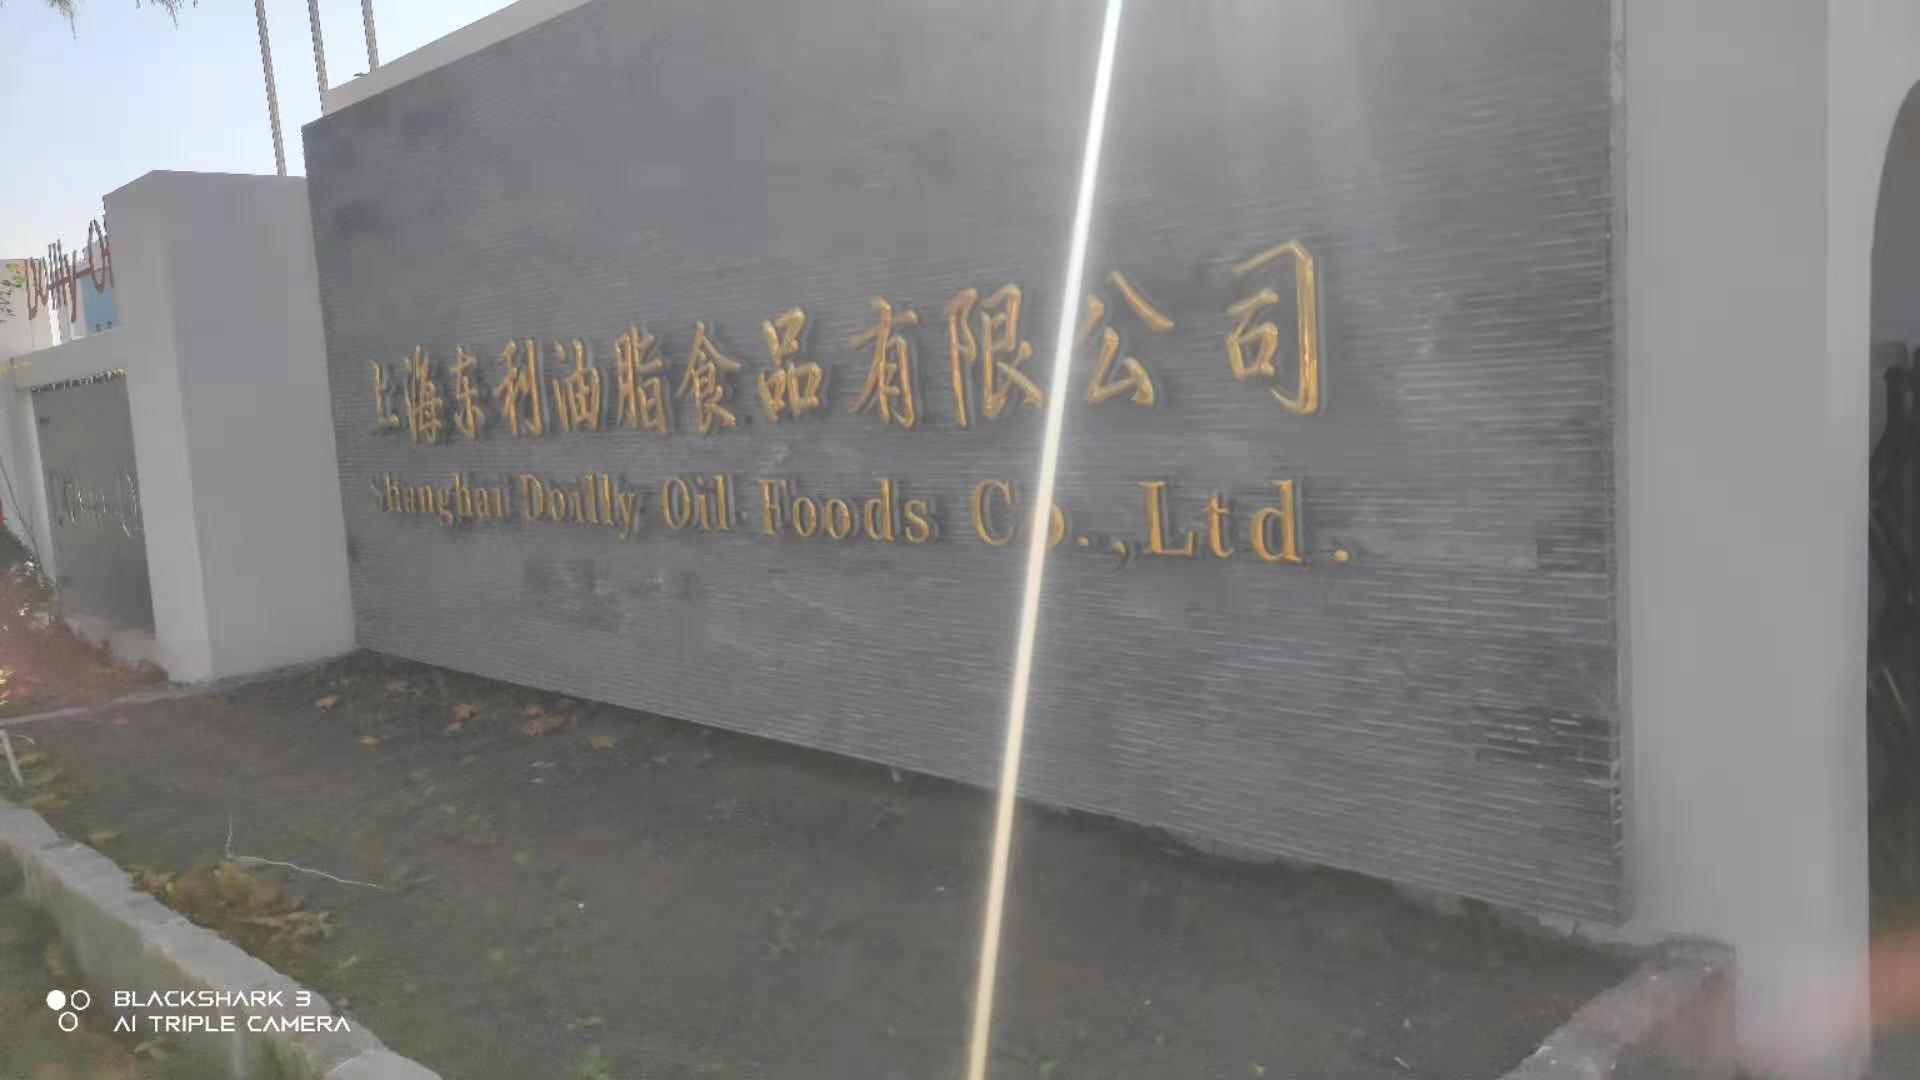 上海东利油脂食品有限公司
Shanghai Doilly Oil Foods Co.,Ltd.
Doilly-O
BLACKSHARK 3
AI TRIPLE CAMERA